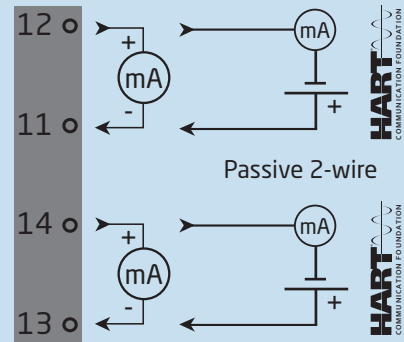 12
+
mA
-
11
mA
+
HART
COMMUNICATION FOUNDATION
Passive 2-wire
14
+
mA
-
13
mA
+
HART
COMMUNICATION FOUNDATION